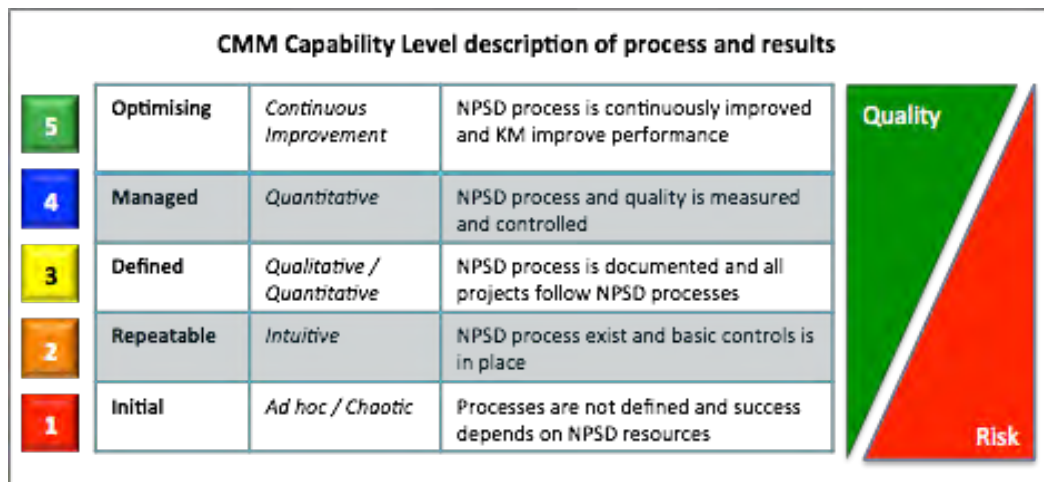 CMM Capability Level description of process and results
5
Optimising
Continuous
Improvement
NPSD process is continuously improved
and KM improve performance
4
Managed
Quantitative
NPSD process and quality is measured
and controlled
3
Defined
Qualitative /
Quantitative
NPSD process is documented and all
projects follow NPSD processes
2
Repeatable
Intuitive
NPSD process exist and basic controls is
in place
1
Initial
Ad hoc / Chaotic
Processes are not defined and success
depends on NPSD resources
Quality
Risk